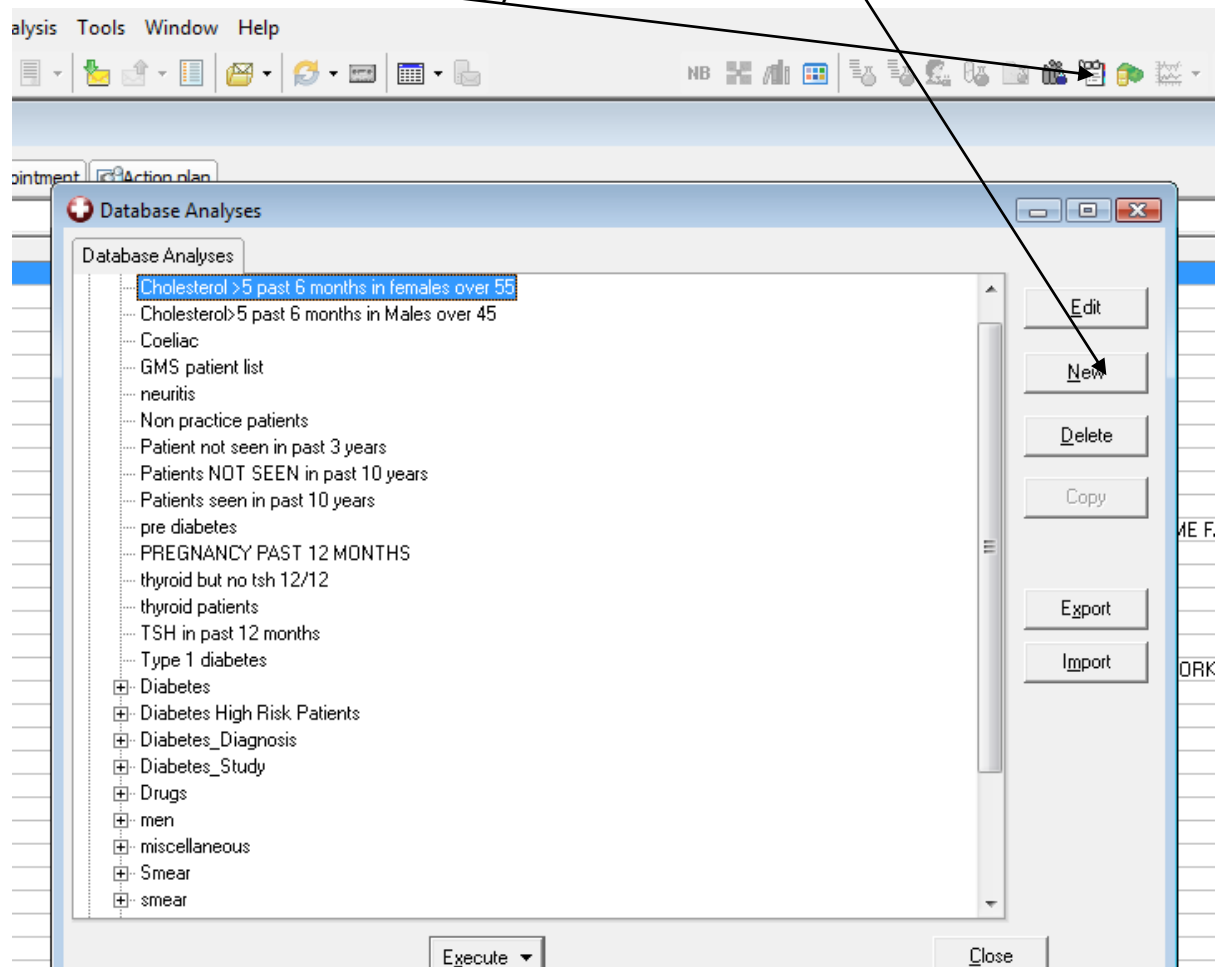 alysis Tools Window Help
NB
ointment Action plan
Database Analyses
Database Analyses
Cholesterol >5 past 6 months in females over 55
Cholesterol>5 past 6 months in Males over 45
Coeliac
GMS patient list
neuritis
Non practice patients
Patient not seen in past 3 years
Patients NOT SEEN in past 10 years
Patients seen in past 10 years
pre diabetes
PREGNANCY PAST 12 MONTHS
thyroid but no tsh 12/12
thyroid patients
TSH in past 12 months
Type 1 diabetes
Diabetes
Diabetes High Risk Patients
Diabetes_Diagnosis
Diabetes_Study
Drugs
men
miscellaneous
Smear
smear
Edit
New
Delete
Copy
Export
Import
ME F
ORK
Execute
Close